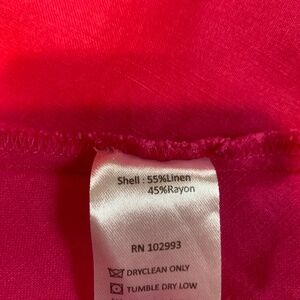 Shell : 55%Linen
45%Rayon
RN 102993
DRYCLEAN ONLY
TUMBLE DRY LOW